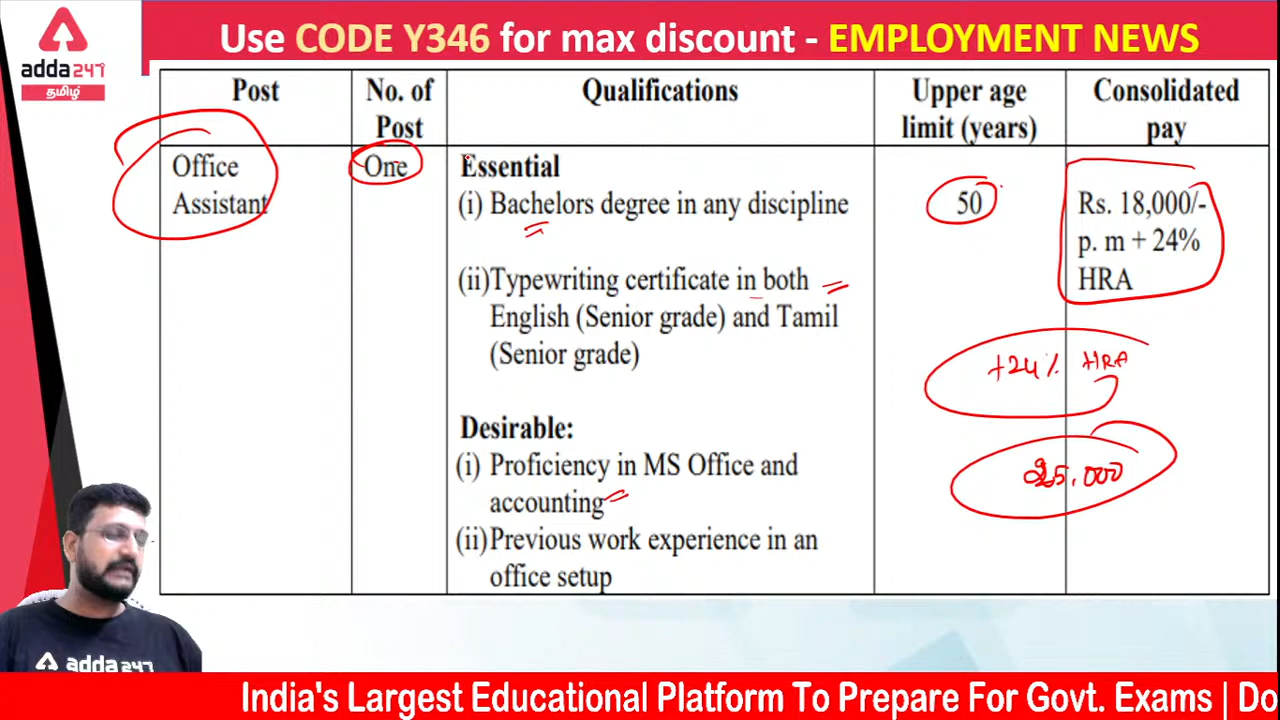 Use CODE Y346 for max discount - EMPLOYMENT NEWS
adda247
தமிழ்
Post
No. of
Post
Qualifications
Upper age
limit (years)
Consolidated
pay
Office
Assistant
One
Essential
(i) Bachelors degree in any discipline
(ii)Typewriting certificate in both
English (Senior grade) and Tamil
(Senior grade)
Desirable:
(i) Proficiency in MS Office and
accounting
(ii)Previous work experience in an
office setup
50
Rs. 18,000/-
p. m + 24%
HRA
+24% HRA
25,000
adda247
India's Largest Educational Platform To Prepare For Govt. Exams | Do